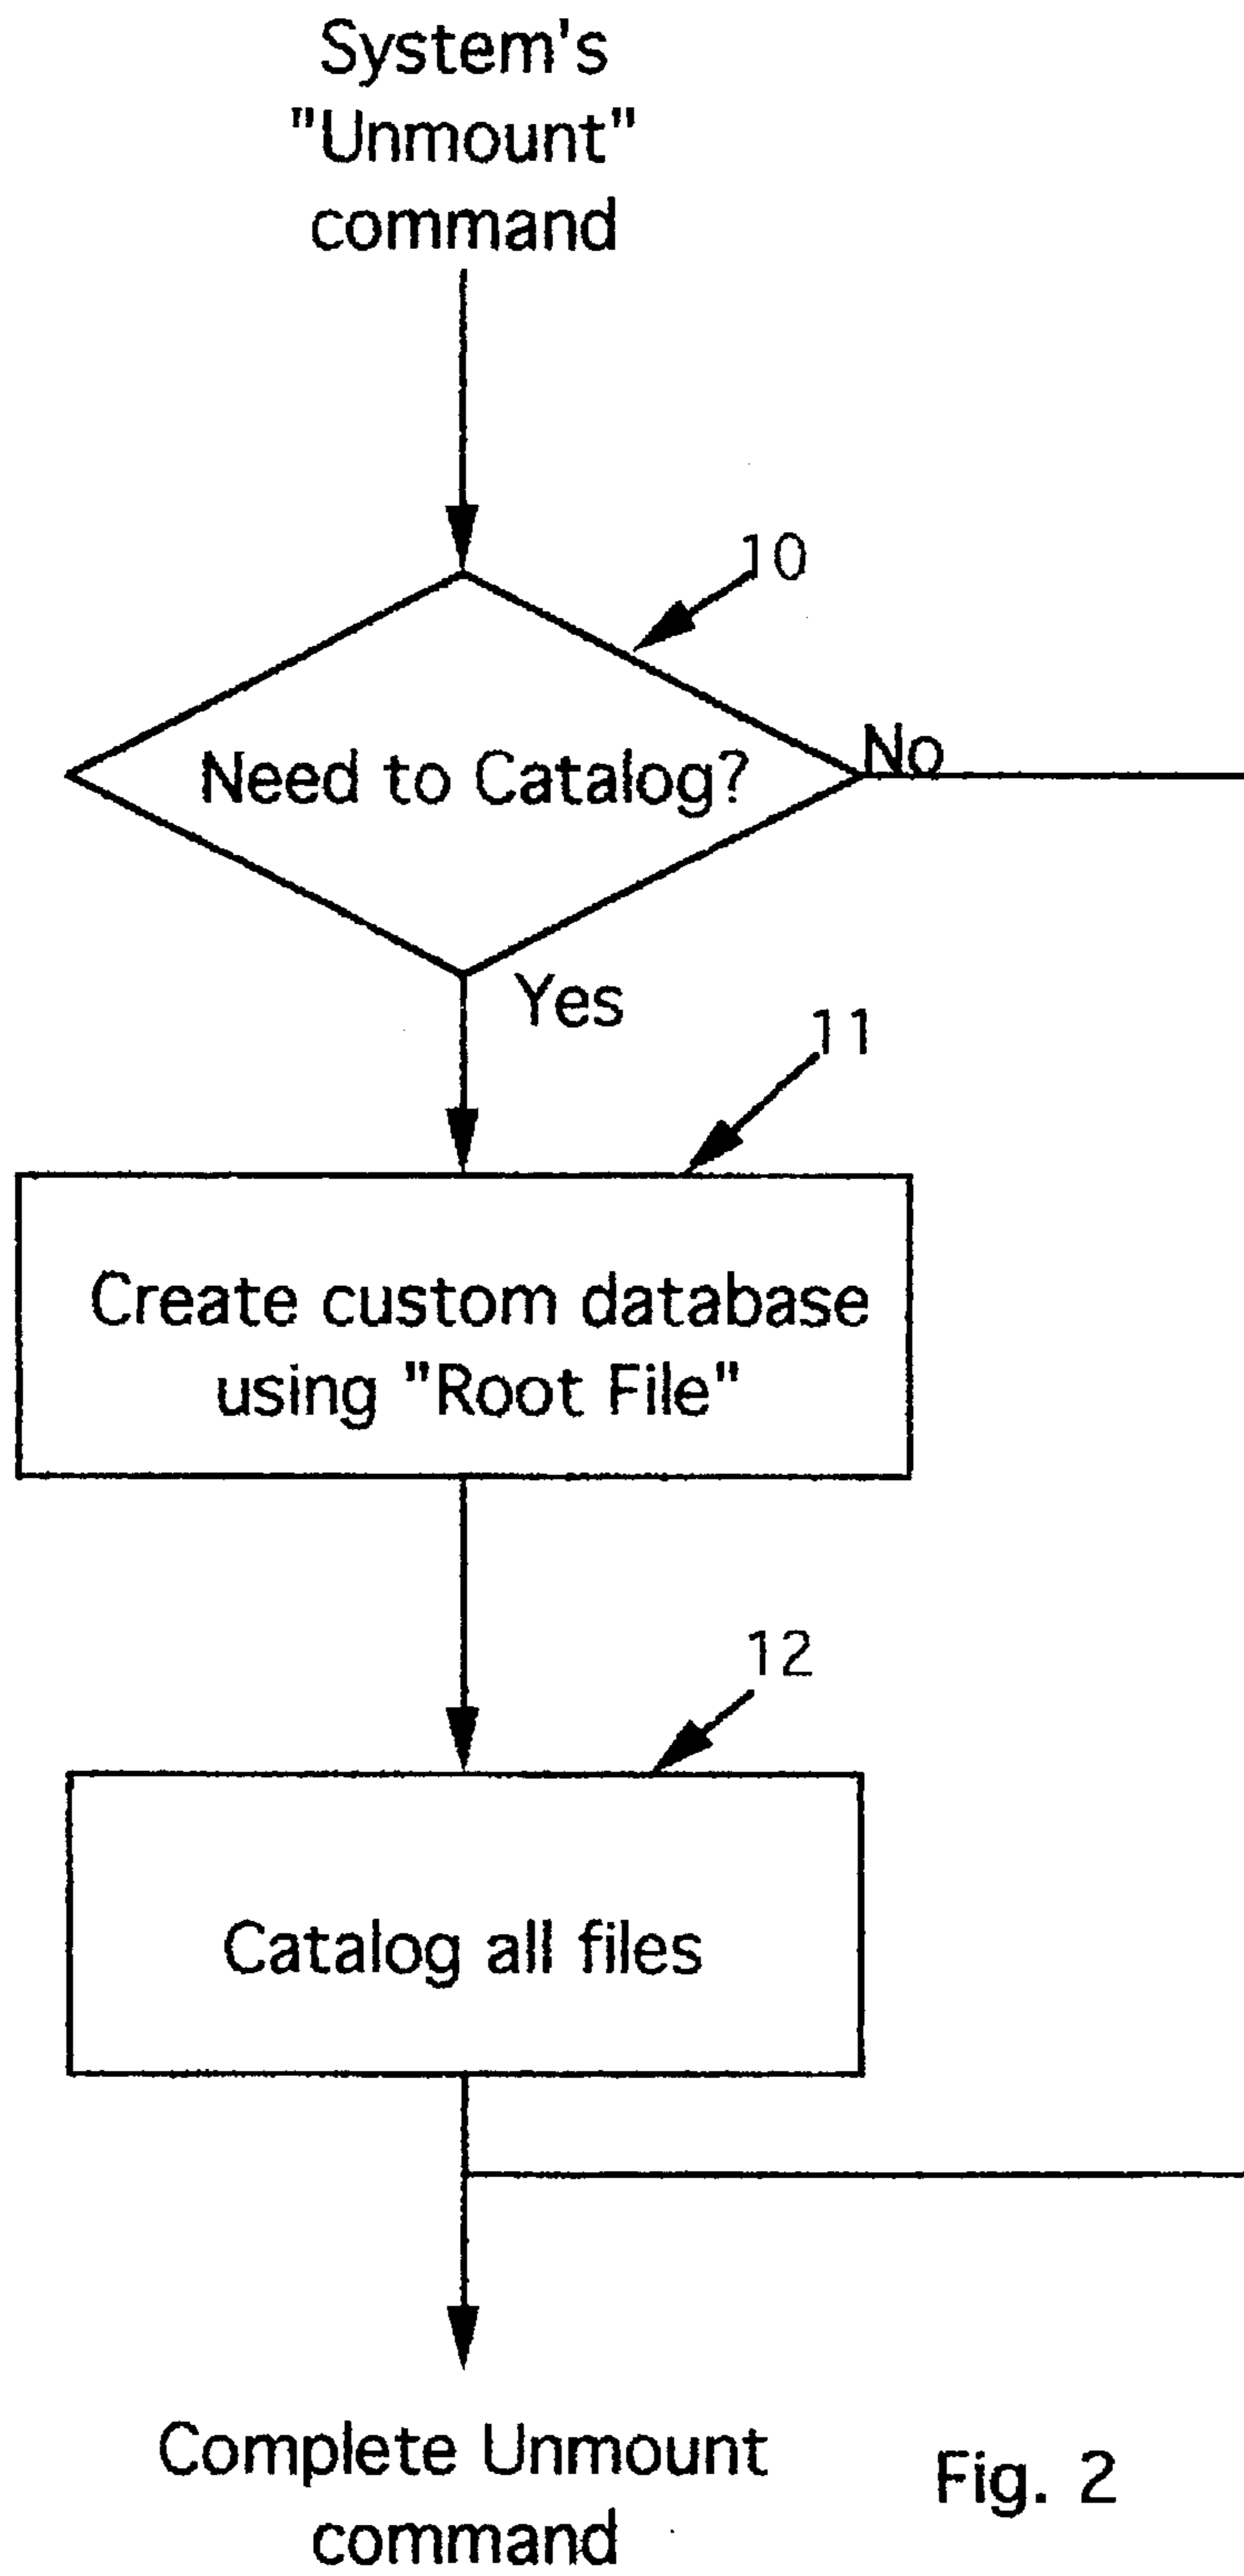 System's
"Unmount"
command
10
Need to Catalog?
No
Yes
11
Create custom database
using "Root File"
12
Catalog all files
Complete Unmount
command
Fig. 2